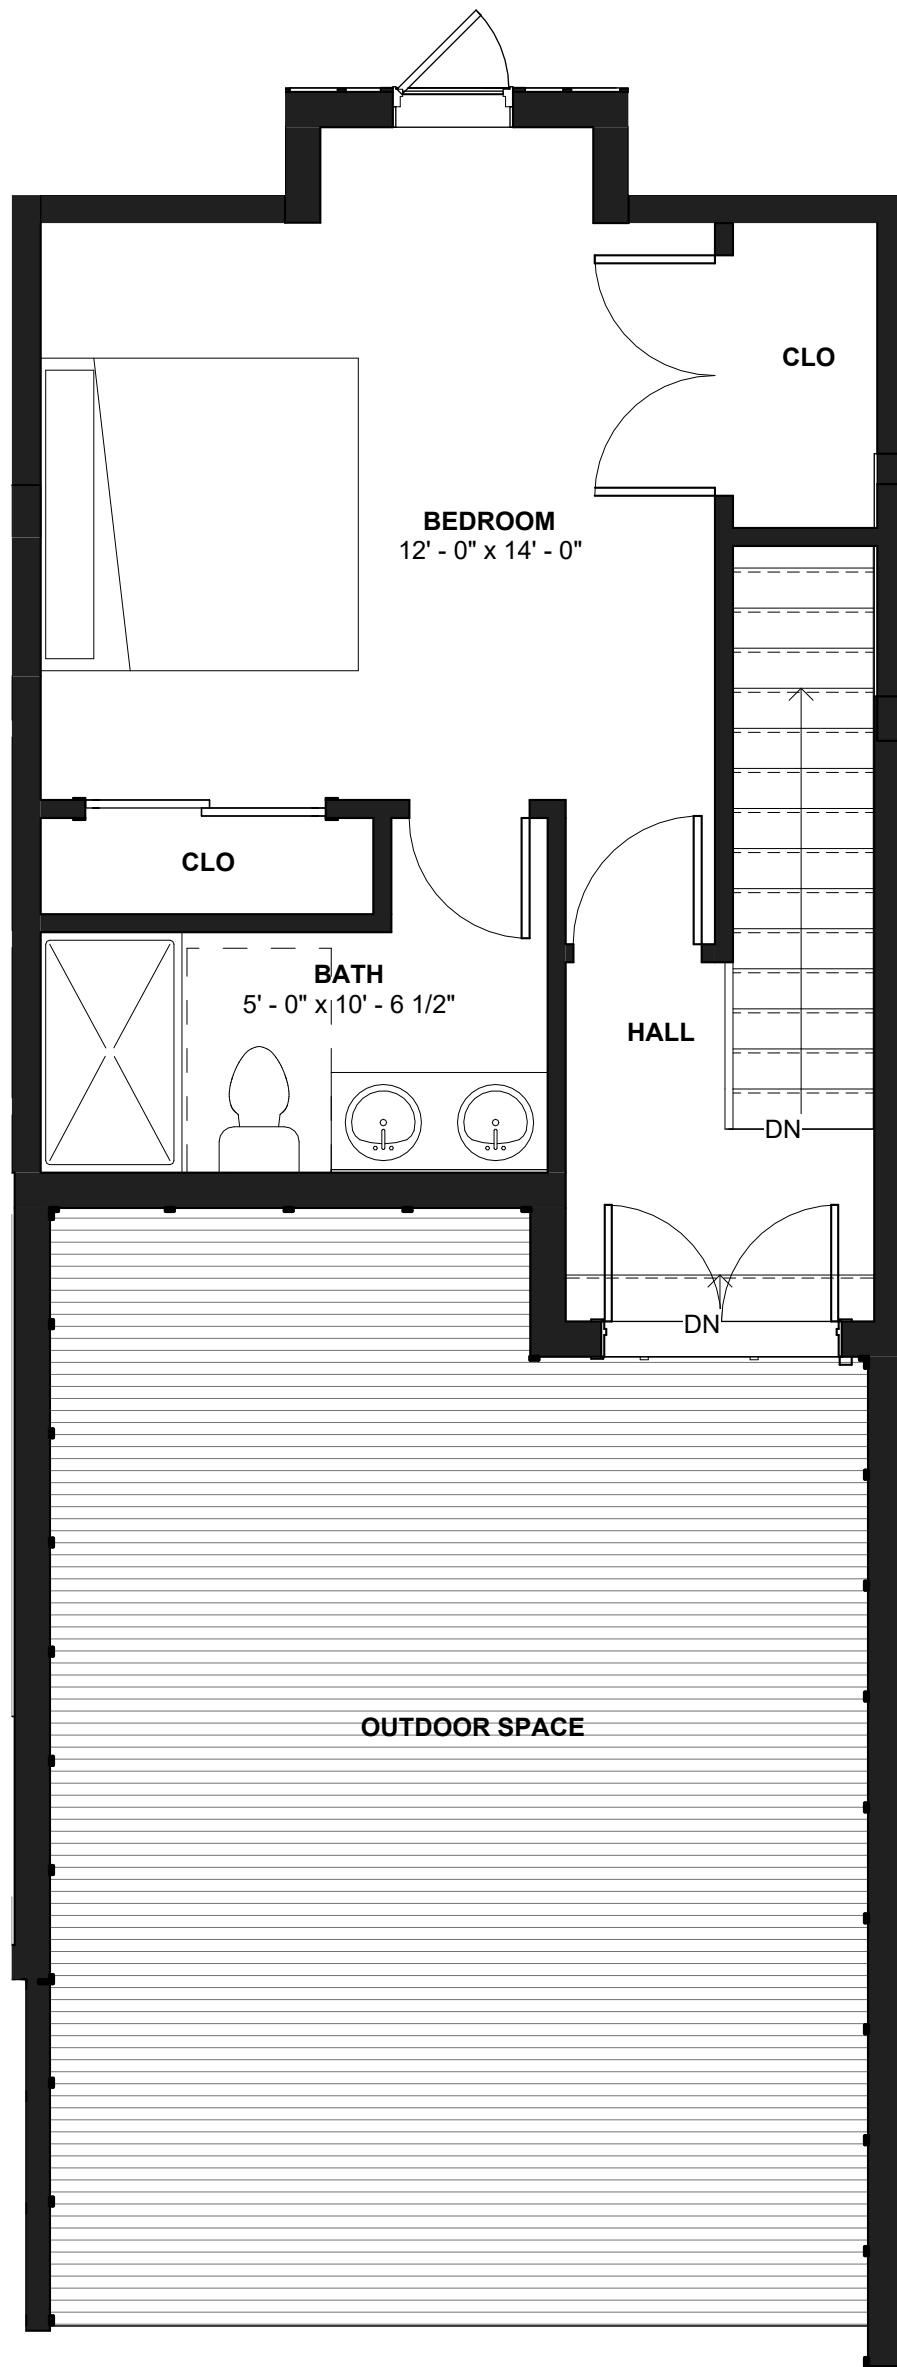 CLO
BEDROOM
12' - 0" x 14' - 0"
CLO
BATH
5' - 0" x 10' - 6 1/2"
HALL
DN
DN
OUTDOOR SPACE